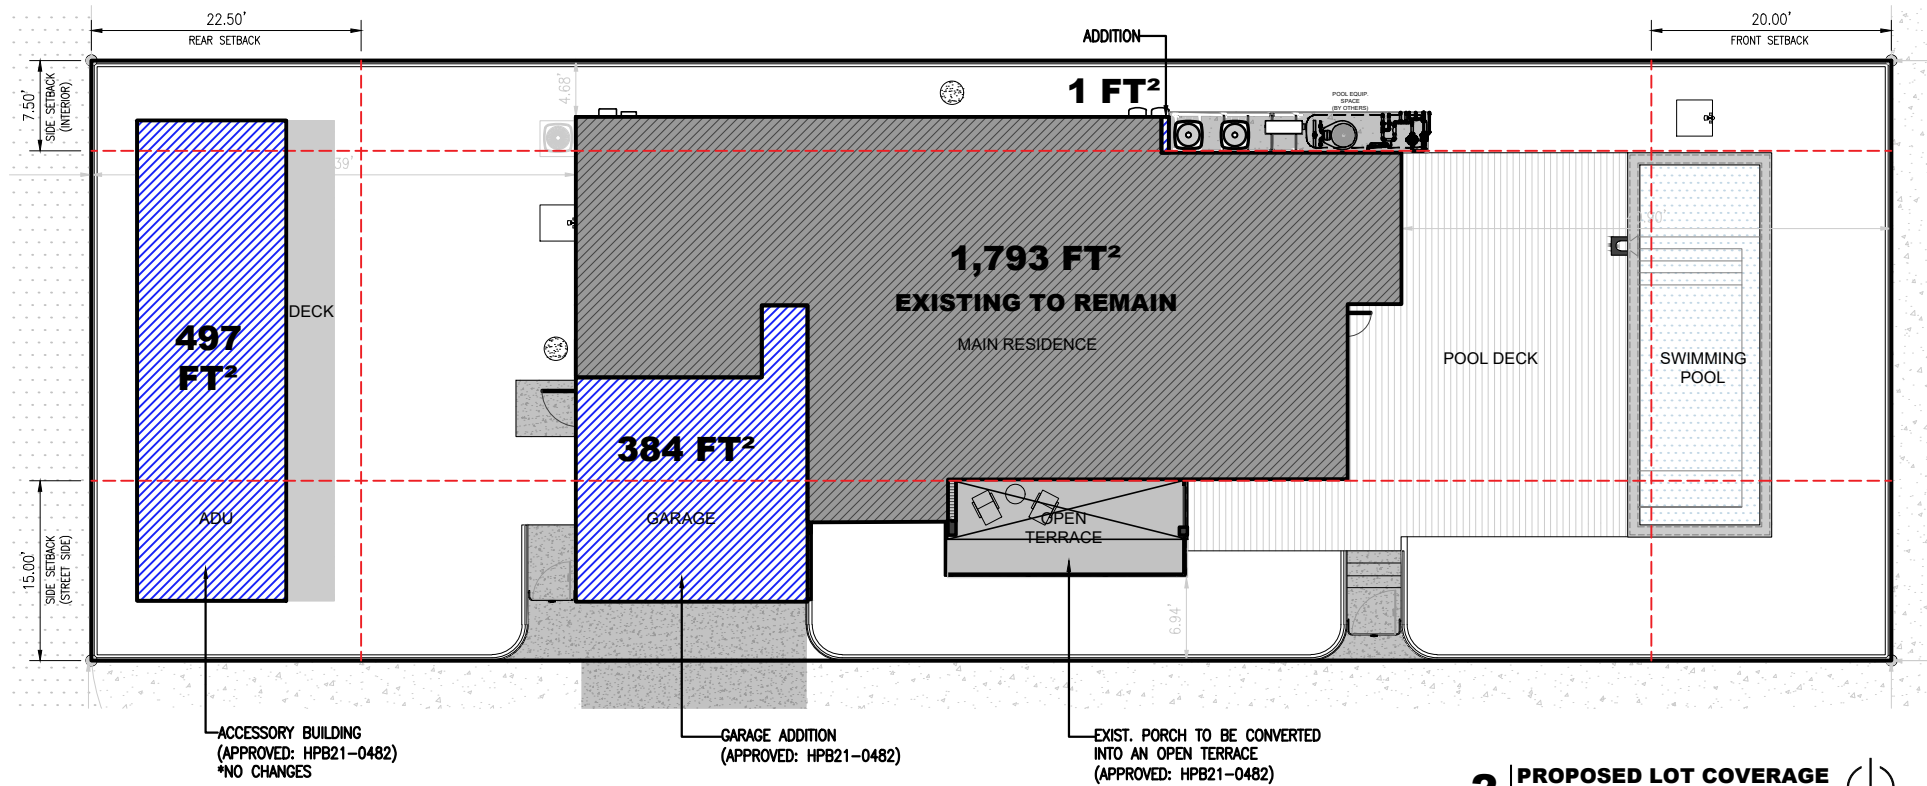 22.50'
REAR SETBACK
ADDITION
20.00'
FRONT SETBACK
7.50'
SIDE SETBACK
(INTERIOR)
4.68'
1 FT²
POOL EQUIP.
SPACE
(BY OTHERS)
39'
1,793 FT²
EXISTING TO REMAIN
MAIN RESIDENCE
DECK
497
FT²
POOL DECK
SWIMMING
POOL
384 FT²
ADU
GARAGE
OPEN
TERRACE
15.00'
SIDE SETBACK
(STREET SIDE)
6.94'
ACCESSORY BUILDING
(APPROVED: HPB21-0482)
*NO CHANGES
GARAGE ADDITION
(APPROVED: HPB21-0482)
EXIST. PORCH TO BE CONVERTED
INTO AN OPEN TERRACE
(APPROVED: HPB21-0482)
PROPOSED LOT COVERAGE